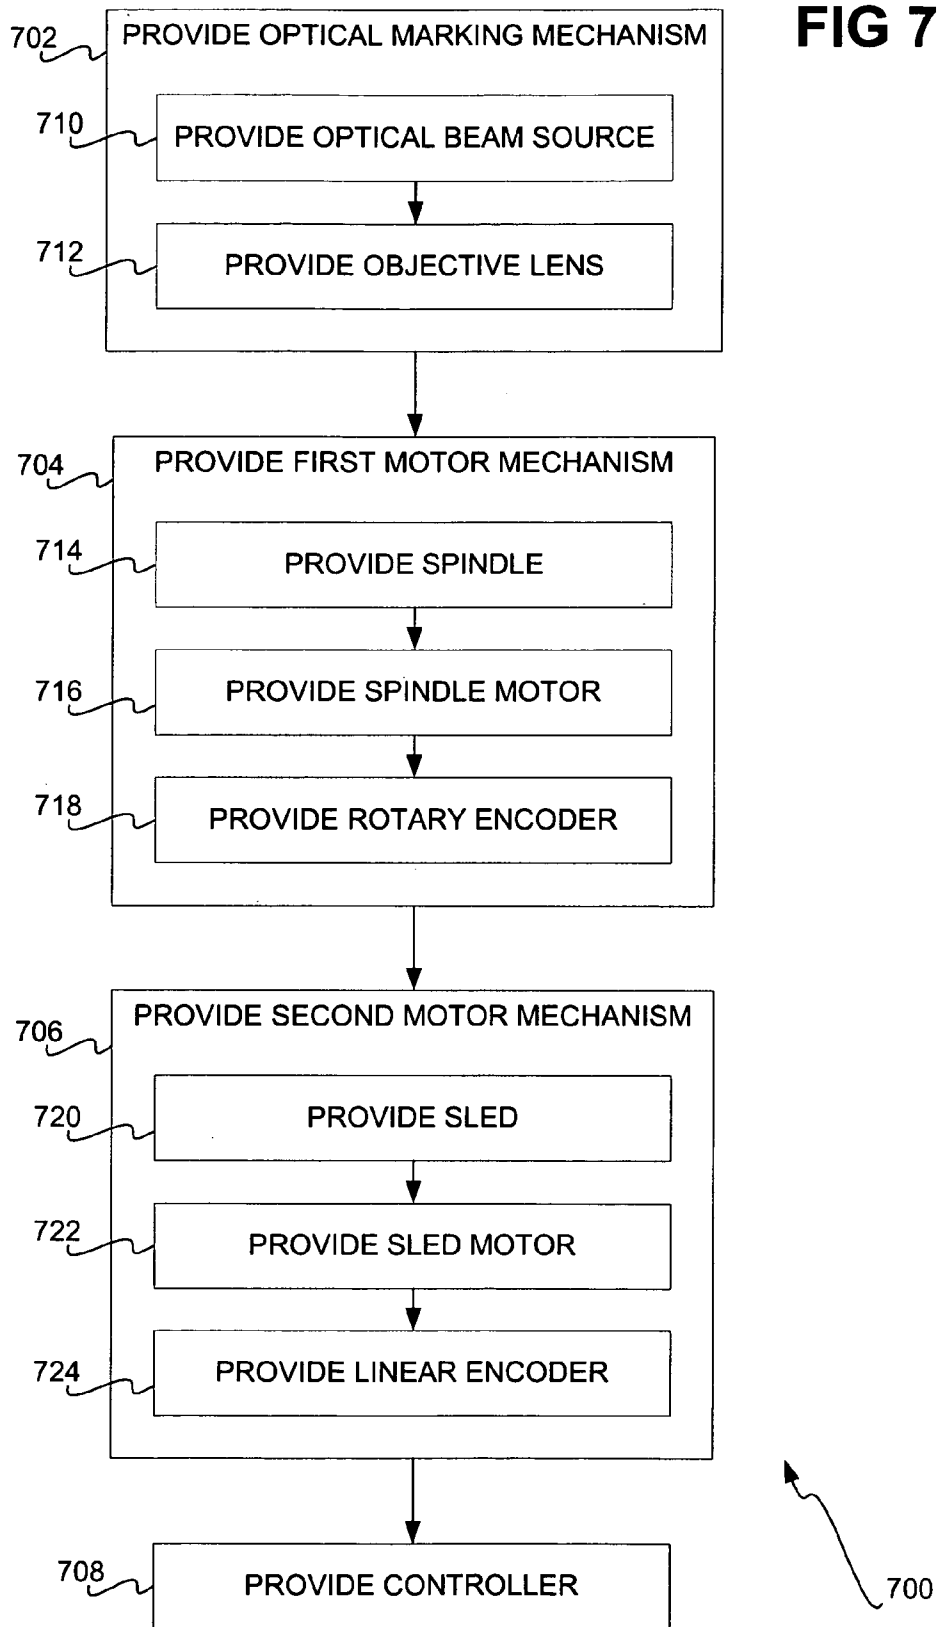 FIG 7
702
PROVIDE OPTICAL MARKING MECHANISM
710
PROVIDE OPTICAL BEAM SOURCE
712
PROVIDE OBJECTIVE LENS
704
PROVIDE FIRST MOTOR MECHANISM
714
PROVIDE SPINDLE
716
PROVIDE SPINDLE MOTOR
718
PROVIDE ROTARY ENCODER
706
PROVIDE SECOND MOTOR MECHANISM
720
PROVIDE SLED
722
PROVIDE SLED MOTOR
724
PROVIDE LINEAR ENCODER
708
PROVIDE CONTROLLER
700